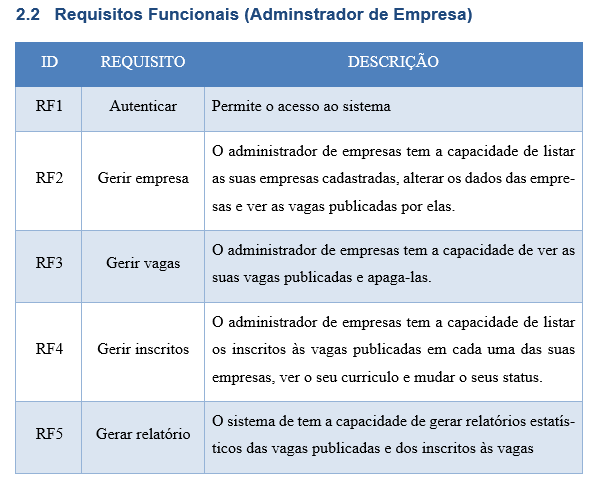 2.2 Requisitos Funcionais (Adminstrador de Empresa)
ID REQUISITO DESCRIÇÃO
RF1 Autenticar Permite o acesso ao sistema
O administrador de empresas tem a capacidade de listar
RF2 Gerir empresa as suas empresas cadastradas, alterar os dados das empre-
sas e ver as vagas publicadas por elas.
RF3 Gerir vagas O administrador de empresas tem a capacidade de ver as
suas vagas publicadas e apaga-las.
O administrador de empresas tem a capacidade de listar
RF4 Gerir inscritos os inscritos às vagas publicadas em cada uma das suas
empresas, ver o seu curriculo e mudar o seus status.
RF5 Gerar relatório O sistema de tem a capacidade de gerar relatórios estatís-
ticos das vagas publicadas e dos inscritos às vagas